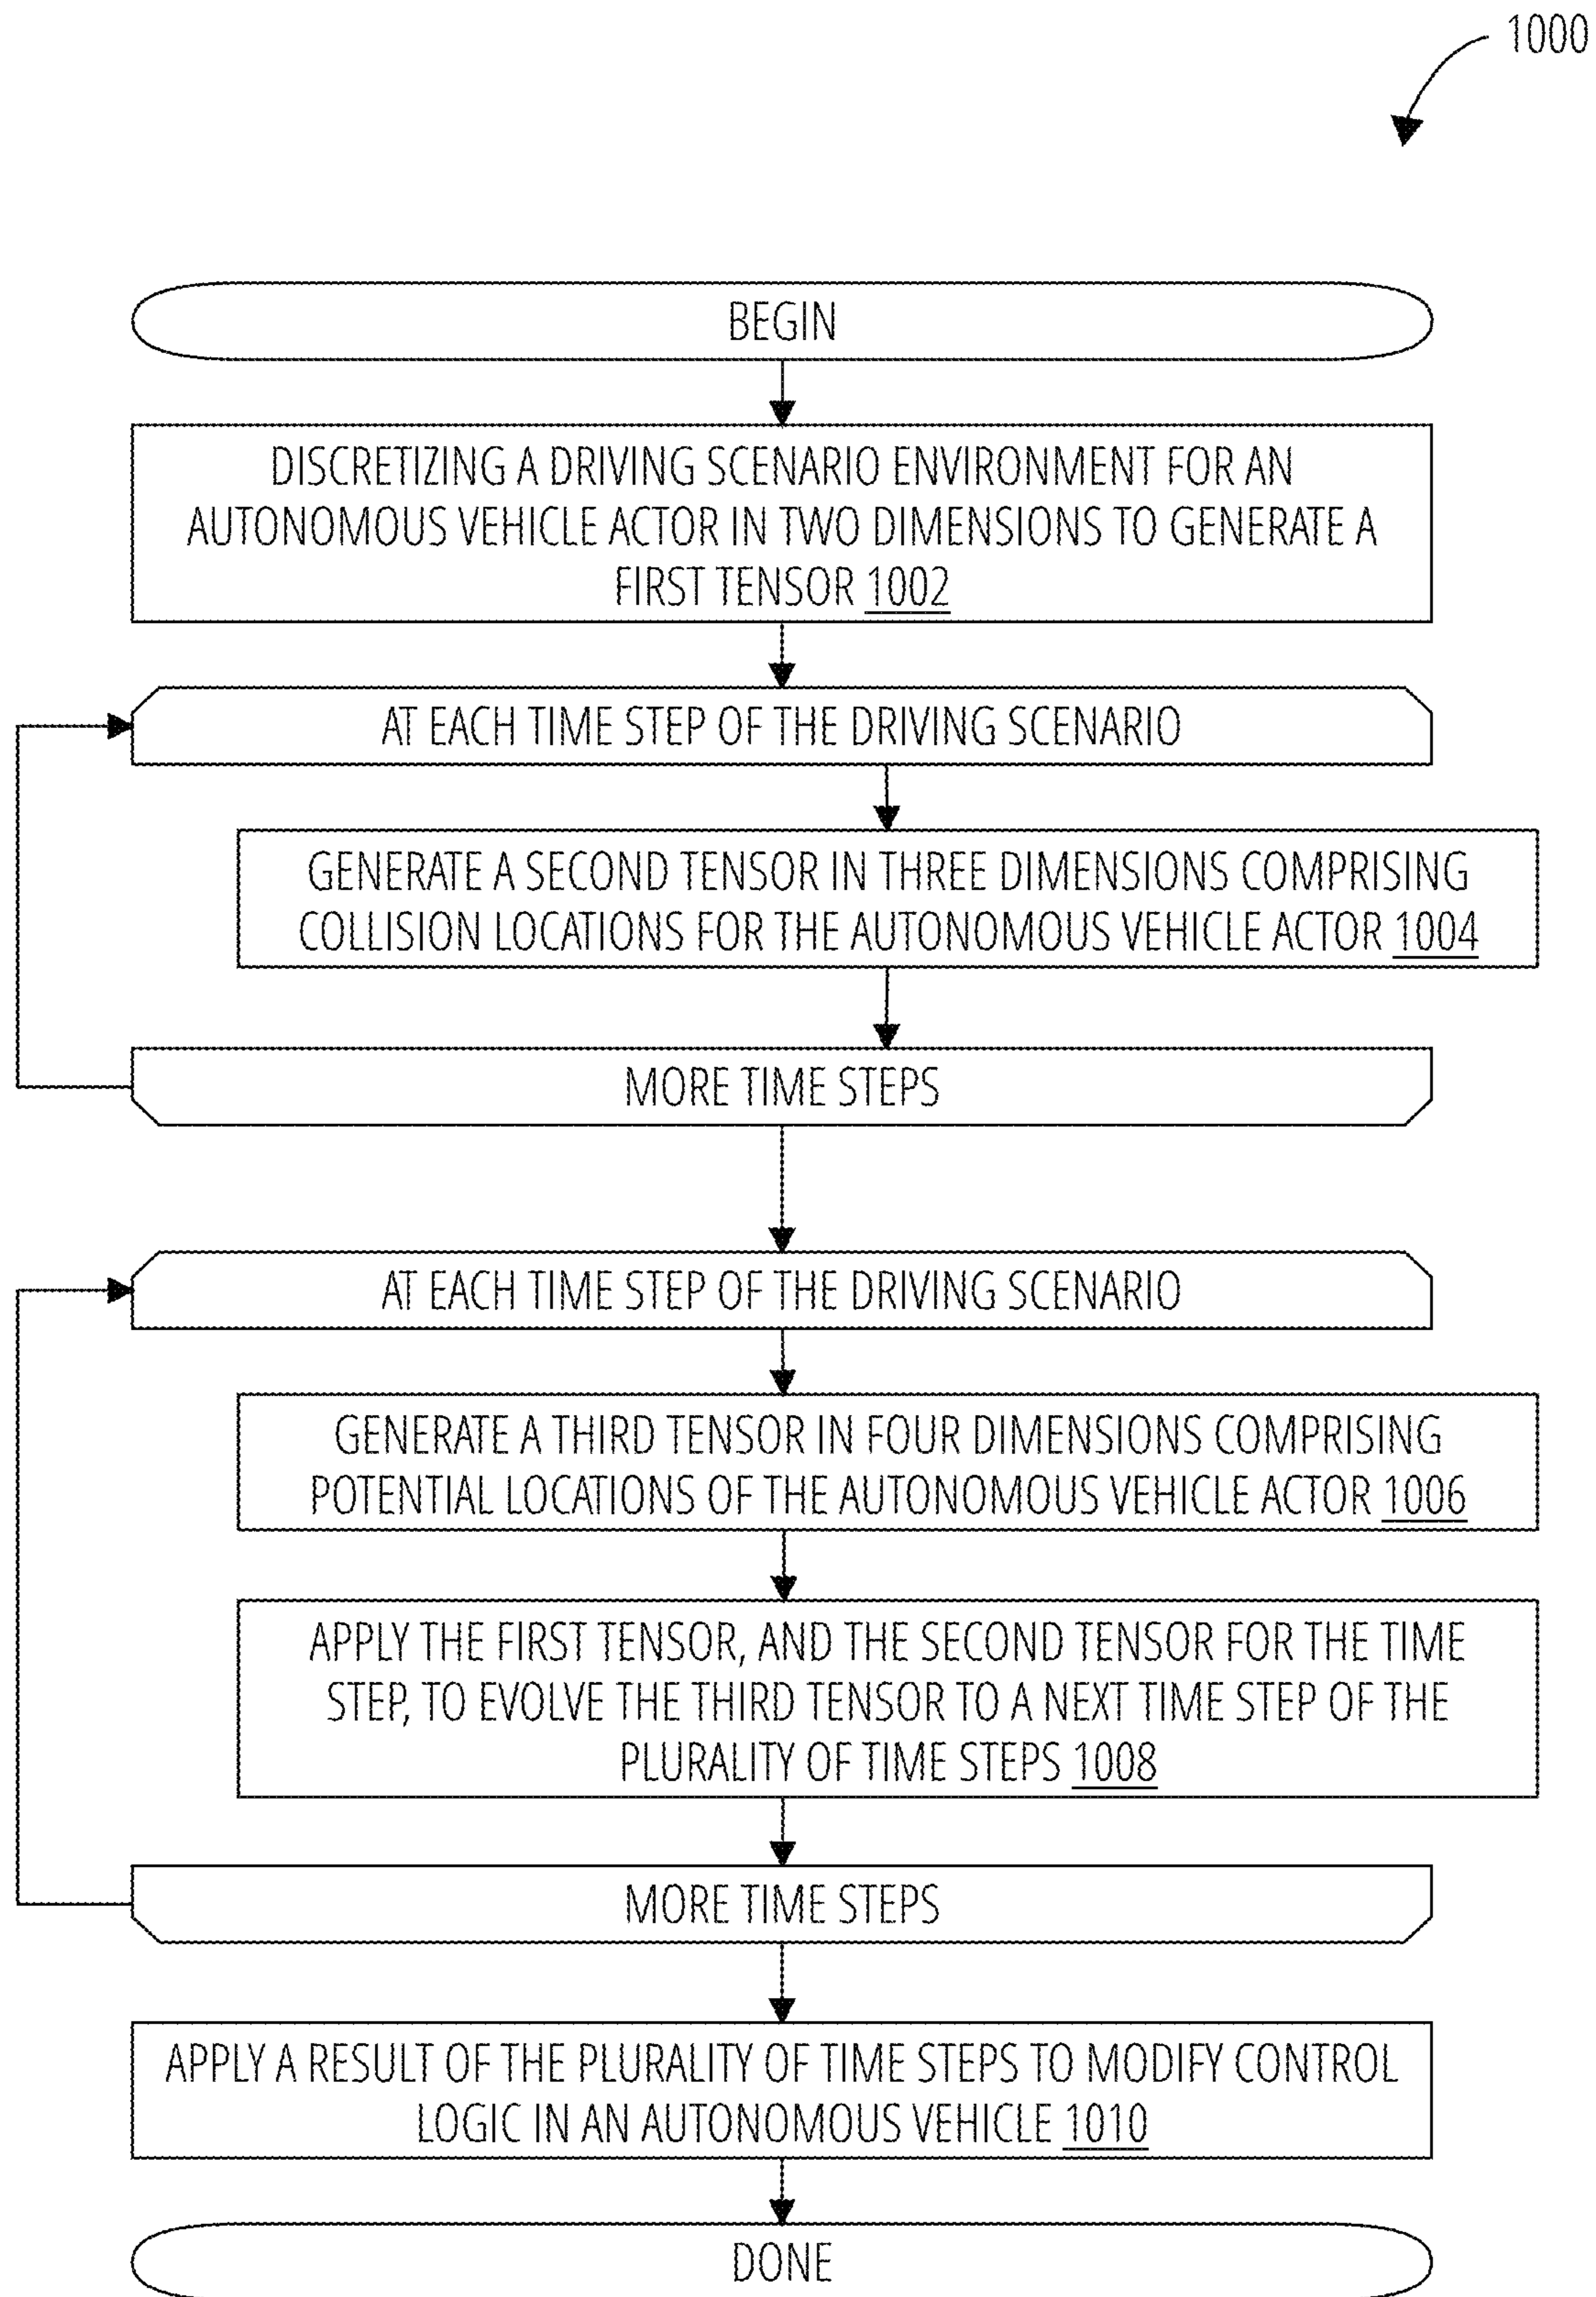 1000
BEGIN
DISCRETIZING A DRIVING SCENARIO ENVIRONMENT FOR AN
AUTONOMOUS VEHICLE ACTOR IN TWO DIMENSIONS TO GENERATE A
FIRST TENSOR 1002
AT EACH TIME STEP OF THE DRIVING SCENARIO
GENERATE A SECOND TENSOR IN THREE DIMENSIONS COMPRISING
COLLISION LOCATIONS FOR THE AUTONOMOUS VEHICLE ACTOR 1004
MORE TIME STEPS
AT EACH TIME STEP OF THE DRIVING SCENARIO
GENERATE A THIRD TENSOR IN FOUR DIMENSIONS COMPRISING
POTENTIAL LOCATIONS OF THE AUTONOMOUS VEHICLE ACTOR 1006
APPLY THE FIRST TENSOR, AND THE SECOND TENSOR FOR THE TIME
STEP, TO EVOLVE THE THIRD TENSOR TO A NEXT TIME STEP OF THE
PLURALITY OF TIME STEPS 1008
MORE TIME STEPS
APPLY A RESULT OF THE PLURALITY OF TIME STEPS TO MODIFY CONTROL
LOGIC IN AN AUTONOMOUS VEHICLE 1010
DONE